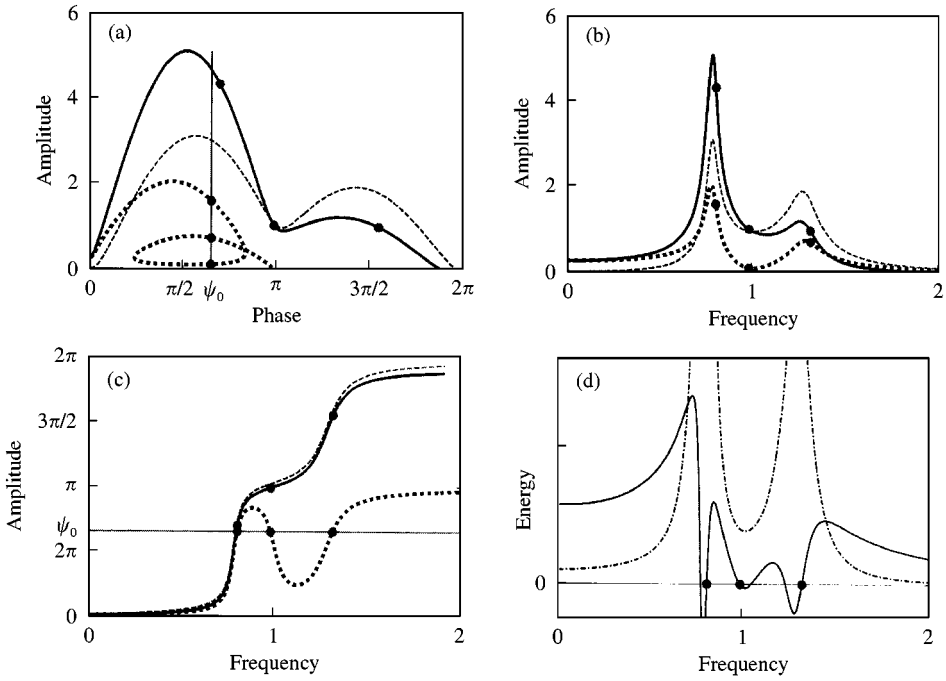 (a)
6
4
2
0
Amplitude
0
π/2
ψ₀
π
3π/2
2π
Phase
(b)
6
4
2
0
Amplitude
0
1
2
Frequency
(c)
2π
3π/2
π
ψ₀
2π
0
Amplitude
0
1
2
Frequency
(d)
Energy
0
0
1
2
Frequency